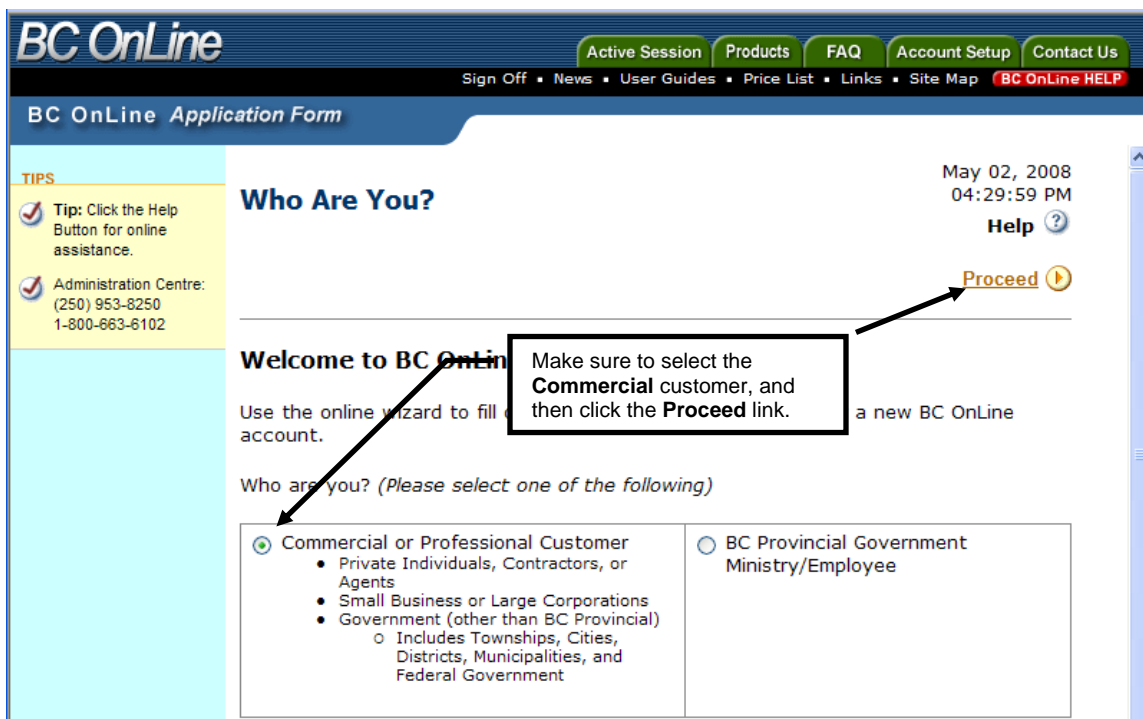 BC OnLine
Active Session Products FAQ Account Setup Contact Us
Sign Off ▪ News ▪ User Guides ▪ Price List ▪ Links ▪ Site Map BC OnLine HELP
BC OnLine Application Form
TIPS
Tip: Click the Help
Button for online
assistance.
Administration Centre:
(250) 953-8250
1-800-663-6102
Who Are You?
May 02, 2008
04:29:59 PM
Help
Proceed
Welcome to BC OnLin
Make sure to select the
Commercial customer, and
then click the Proceed link.
Use the online wizard to fill a new BC OnLine
account.
Who are you? (Please select one of the following)
Commercial or Professional Customer
• Private Individuals, Contractors, or
Agents
• Small Business or Large Corporations
• Government (other than BC Provincial)
o Includes Townships, Cities,
Districts, Municipalities, and
Federal Government
BC Provincial Government
Ministry/Employee